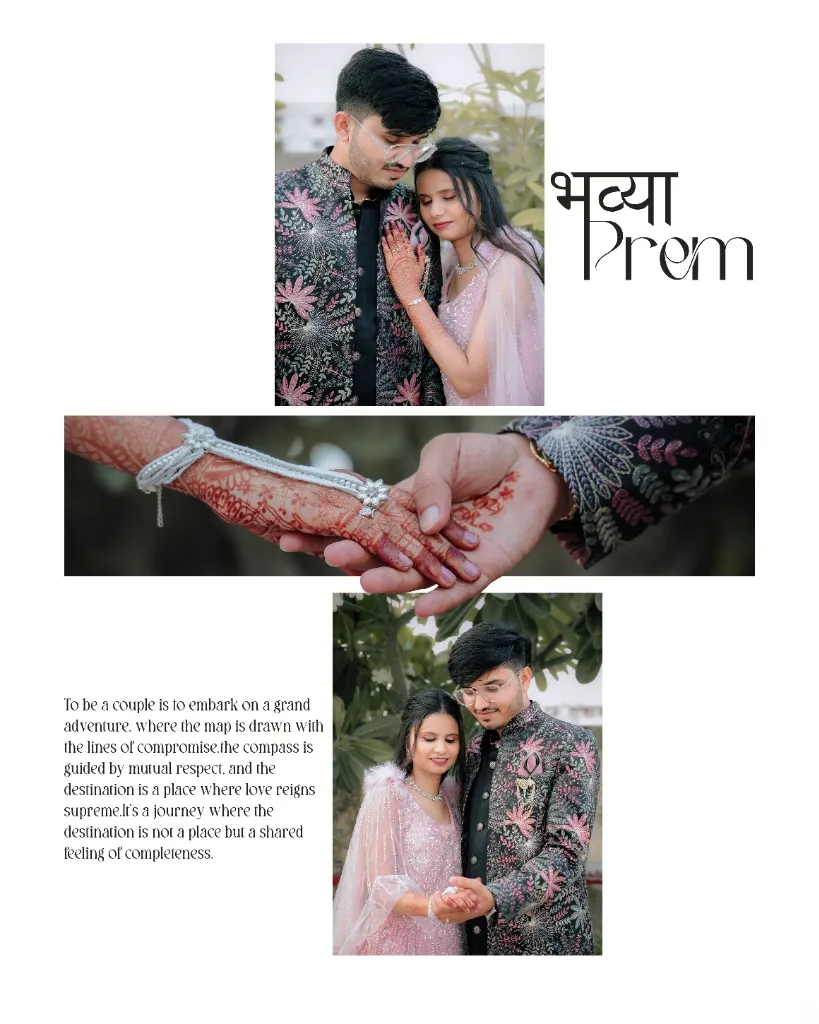 भव्या
Prem
To be a couple is to embark on a grand
adventure, where the map is drawn with
the lines of compromise,the compass is
guided by mutual respect, and the
destination is a place where love reigns
supreme.It's a journey where the
destination is not a place but a shared
feeling of completeness.